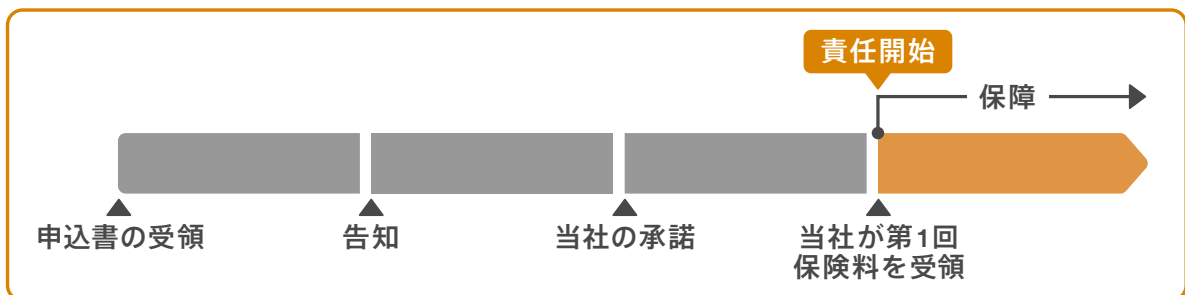 責任開始
保障
申込書の受領
告知
当社の承諾
当社が第1回
保険料を受領